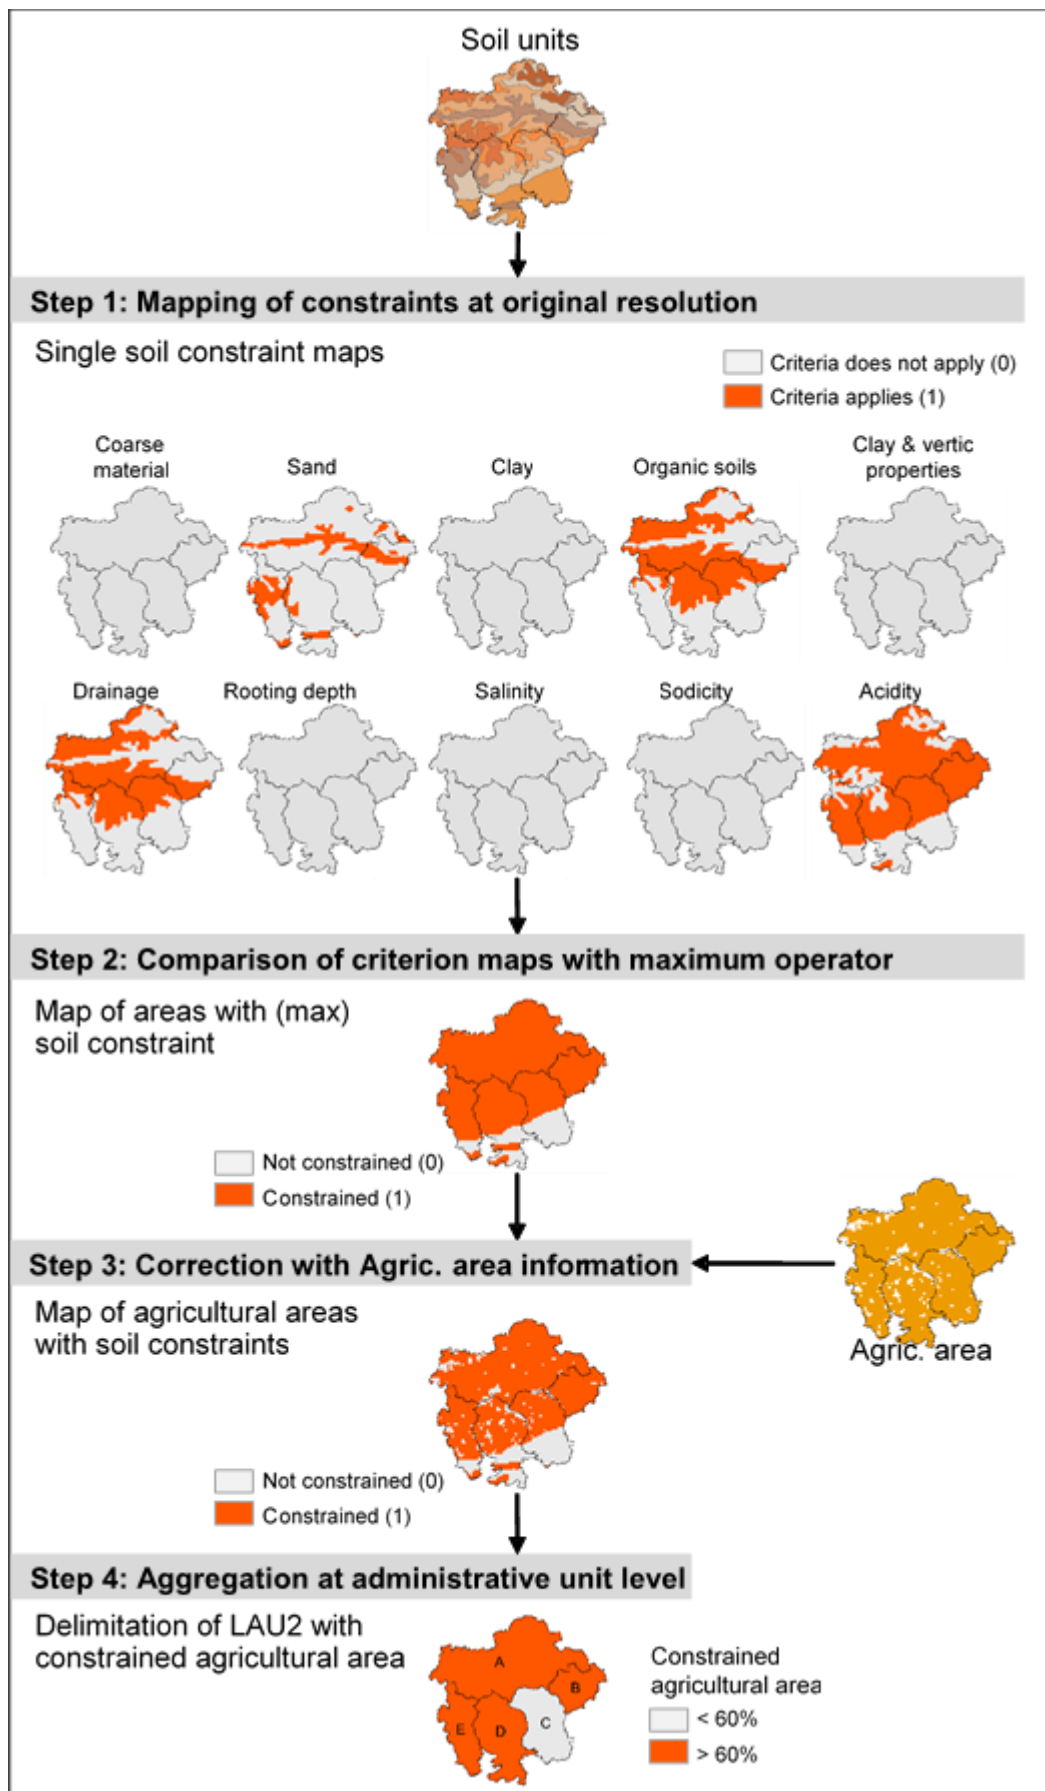 Soil units
Step 1: Mapping of constraints at original resolution
Single soil constraint maps
Criteria does not apply (0)
Criteria applies (1)
Coarse
material
Sand
Clay
Organic soils
Clay & vertic
properties
Drainage
Rooting depth
Salinity
Sodicity
Acidity
Step 2: Comparison of criterion maps with maximum operator
Map of areas with (max)
soil constraint
Not constrained (0)
Constrained (1)
Step 3: Correction with Agric. area information
Agric. area
Map of agricultural areas
with soil constraints
Not constrained (0)
Constrained (1)
Step 4: Aggregation at administrative unit level
Delimitation of LAU2 with
constrained agricultural area
A
B
C
D
E
Constrained
agricultural area
< 60%
> 60%